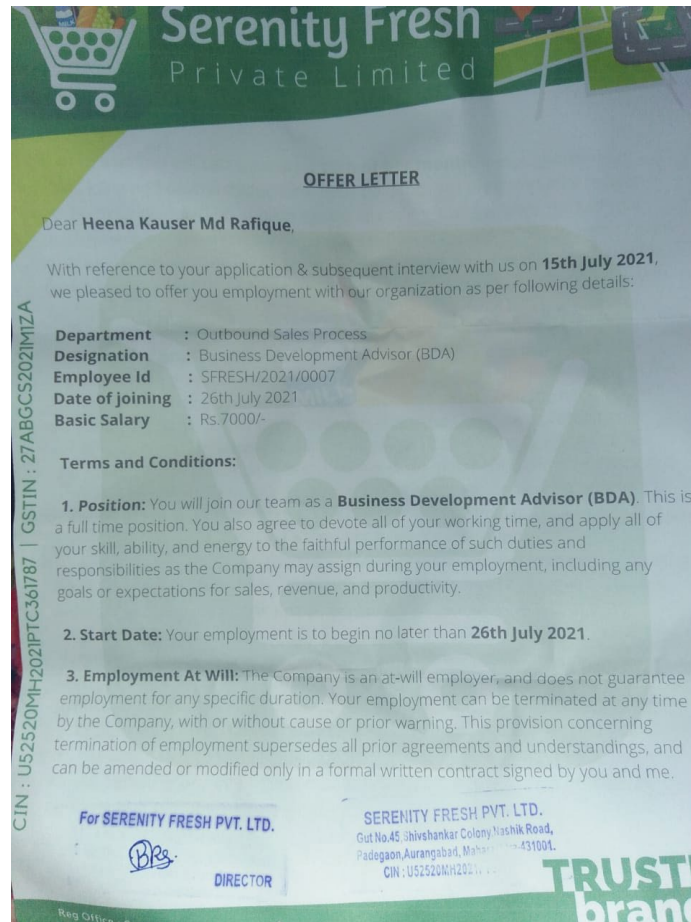 Serenity Fresh
Private Limited
OFFER LETTER
Dear Heena Kauser Md Rafique,
With reference to your application & subsequent interview with us on 15th July 2021,
we pleased to offer you employment with our organization as per following details:
Department : Outbound Sales Process
Designation : Business Development Advisor (BDA)
Employee Id : SFRESH/2021/0007
Date of joining : 26th July 2021
Basic Salary : Rs.7000/-
Terms and Conditions:
1. Position: You will join our team as a Business Development Advisor (BDA). This is
a full time position. You also agree to devote all of your working time, and apply all of
your skill, ability, and energy to the faithful performance of such duties and
responsibilities as the Company may assign during your employment, including any
goals or expectations for sales, revenue, and productivity.
2. Start Date: Your employment is to begin no later than 26th July 2021.
3. Employment At Will: The Company is an at-will employer, and does not guarantee
employment for any specific duration. Your employment can be terminated at any time
by the Company, with or without cause or prior warning. This provision concerning
termination of employment supersedes all prior agreements and understandings, and
can be amended or modified only in a formal written contract signed by you and me.
CIN : U52520MH2021PTC361787 | GSTIN : 27ABGCS2021M1ZA
For SERENITY FRESH PVT. LTD.
DIRECTOR
SERENITY FRESH PVT. LTD.
Gut No.45 Shivshankar Colony, Nashik Road,
Padegaon, Aurangabad, 431001.
CIN : U52520MH20
TRUST
bran
Reg Office